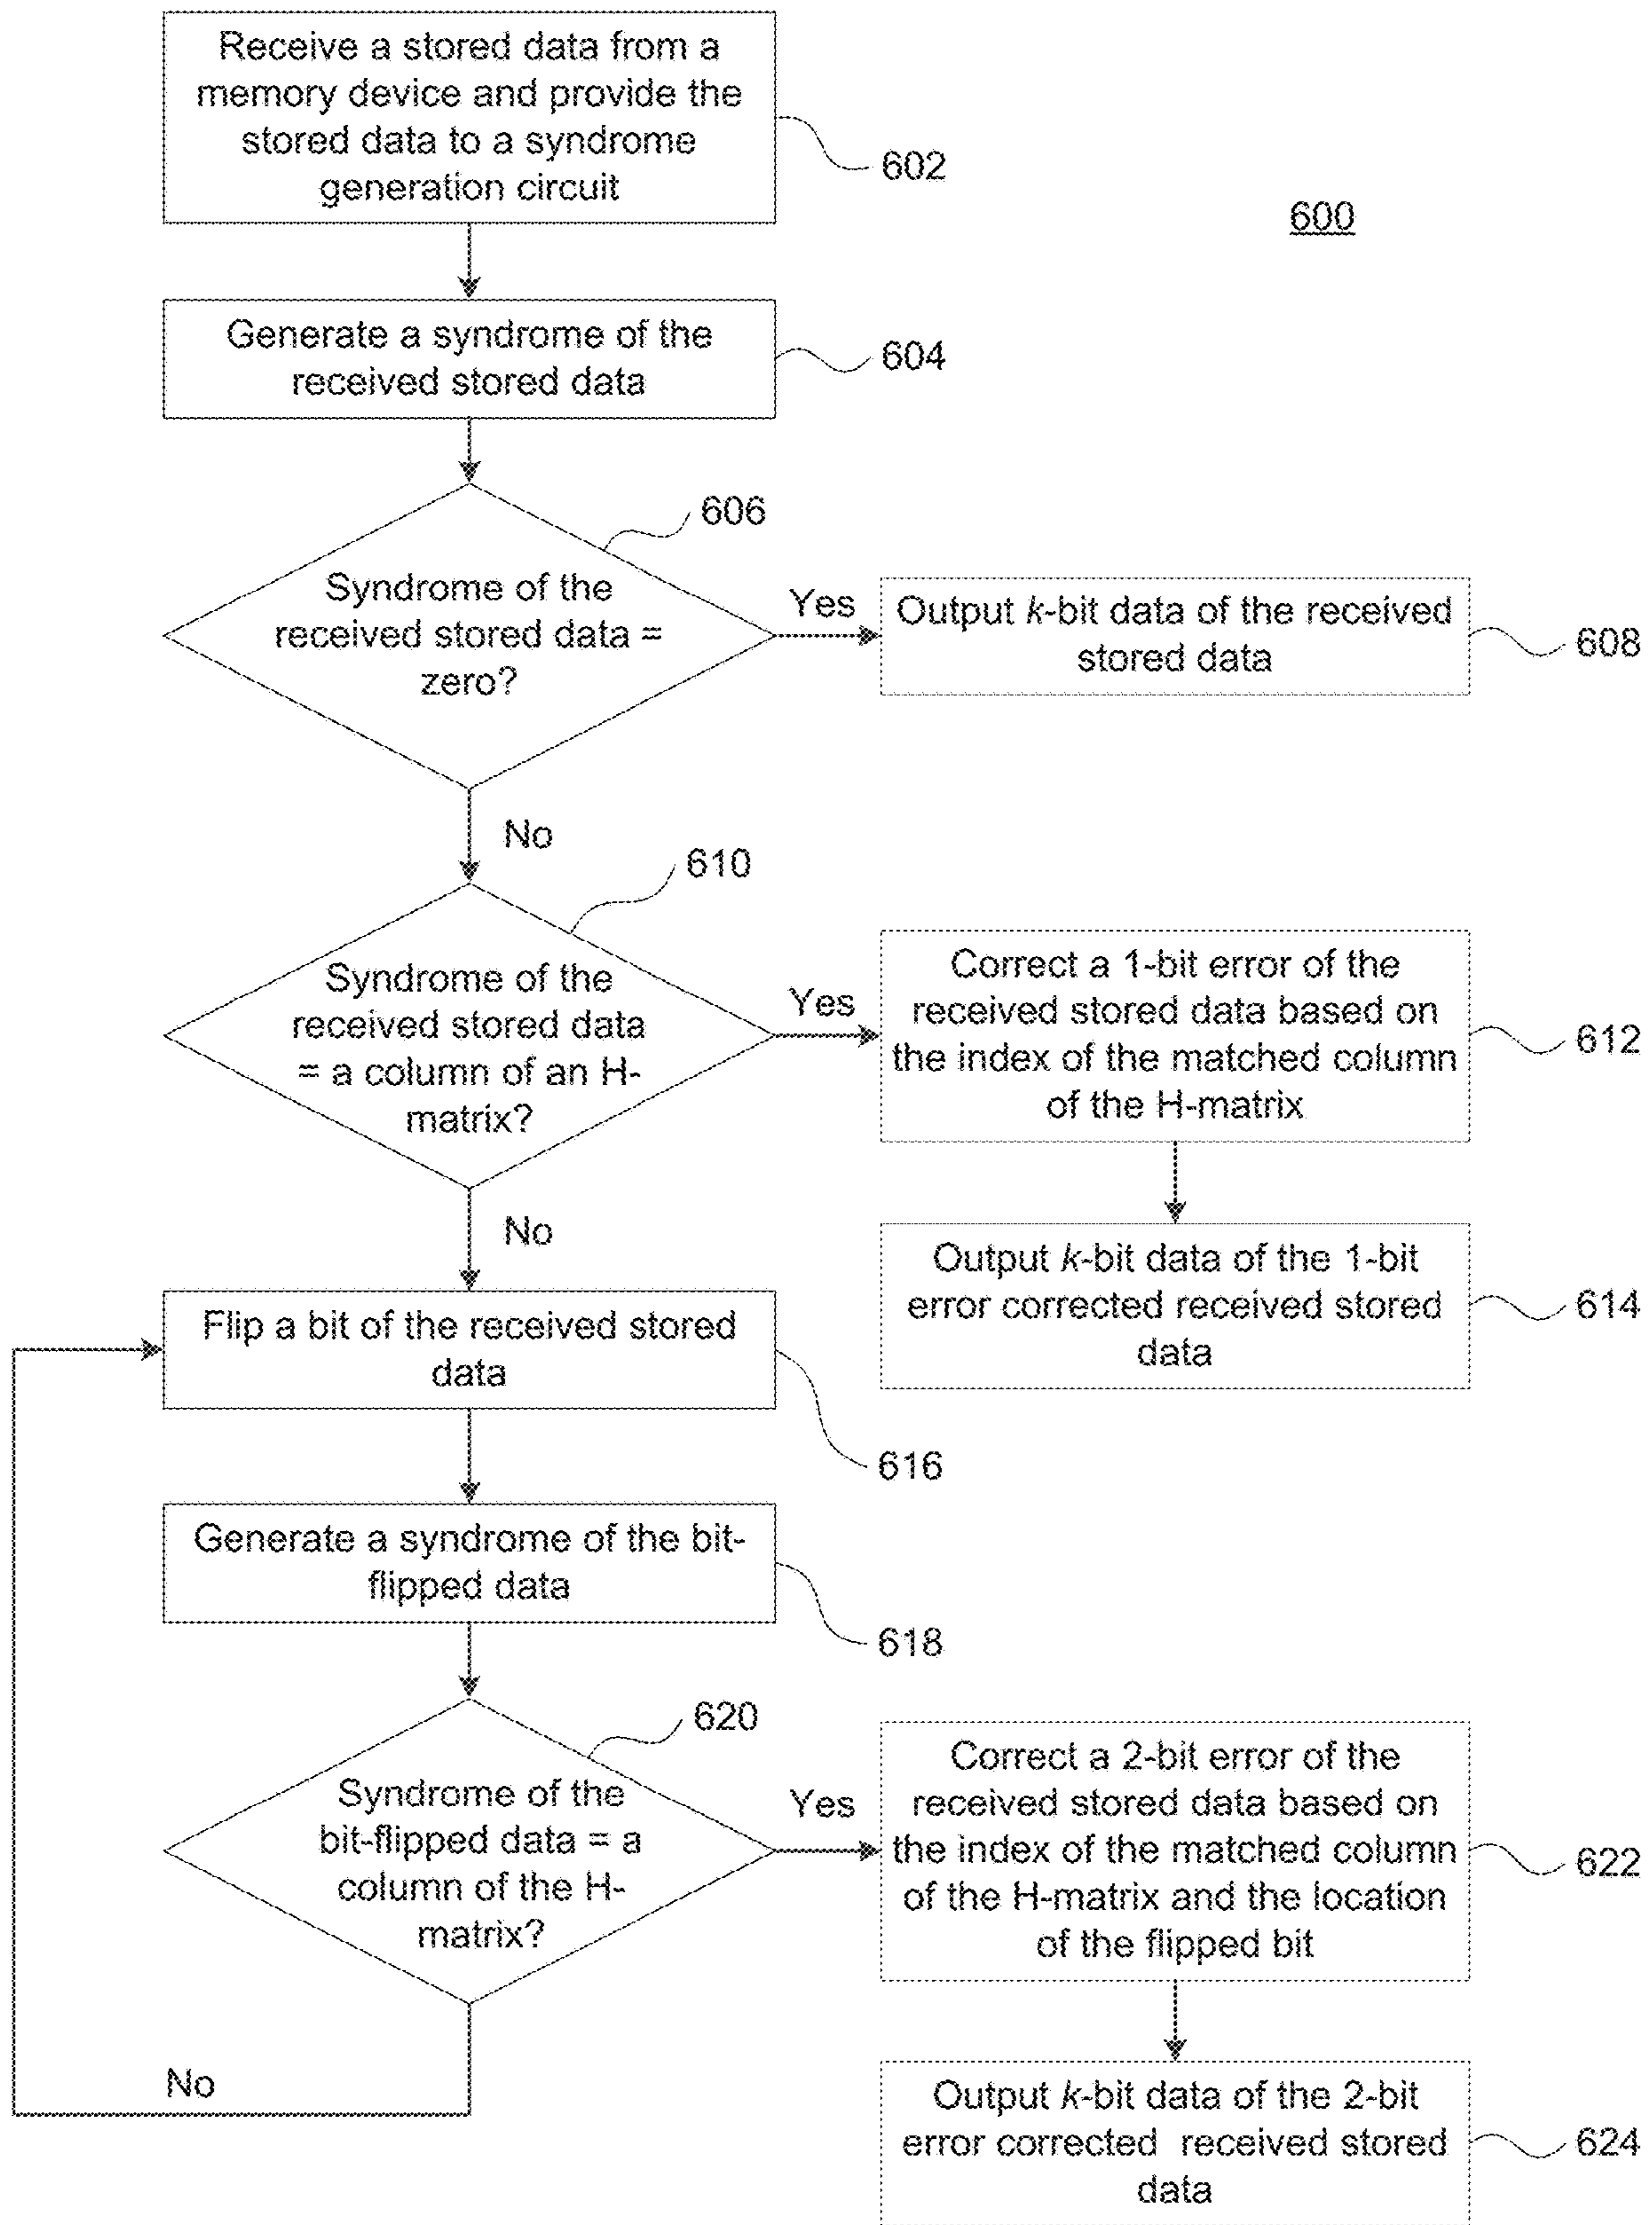 Receive a stored data from a
memory device and provide the
stored data to a syndrome
generation circuit
602
600
Generate a syndrome of the
received stored data
604
606
Syndrome of the
received stored data =
zero?
Yes
Output k-bit data of the received
stored data
608
No
610
Syndrome of the
received stored data
= a column of an H-
matrix?
Yes
Correct a 1-bit error of the
received stored data based on
the index of the matched column
of the H-matrix
612
Output k-bit data of the 1-bit
error corrected received stored
data
614
No
Flip a bit of the received stored
data
616
Generate a syndrome of the bit-
flipped data
618
620
Syndrome of the
bit-flipped data = a
column of the H-
matrix?
Yes
Correct a 2-bit error of the
received stored data based on
the index of the matched column
of the H-matrix and the location
of the flipped bit
622
No
Output k-bit data of the 2-bit
error corrected received stored
data
624